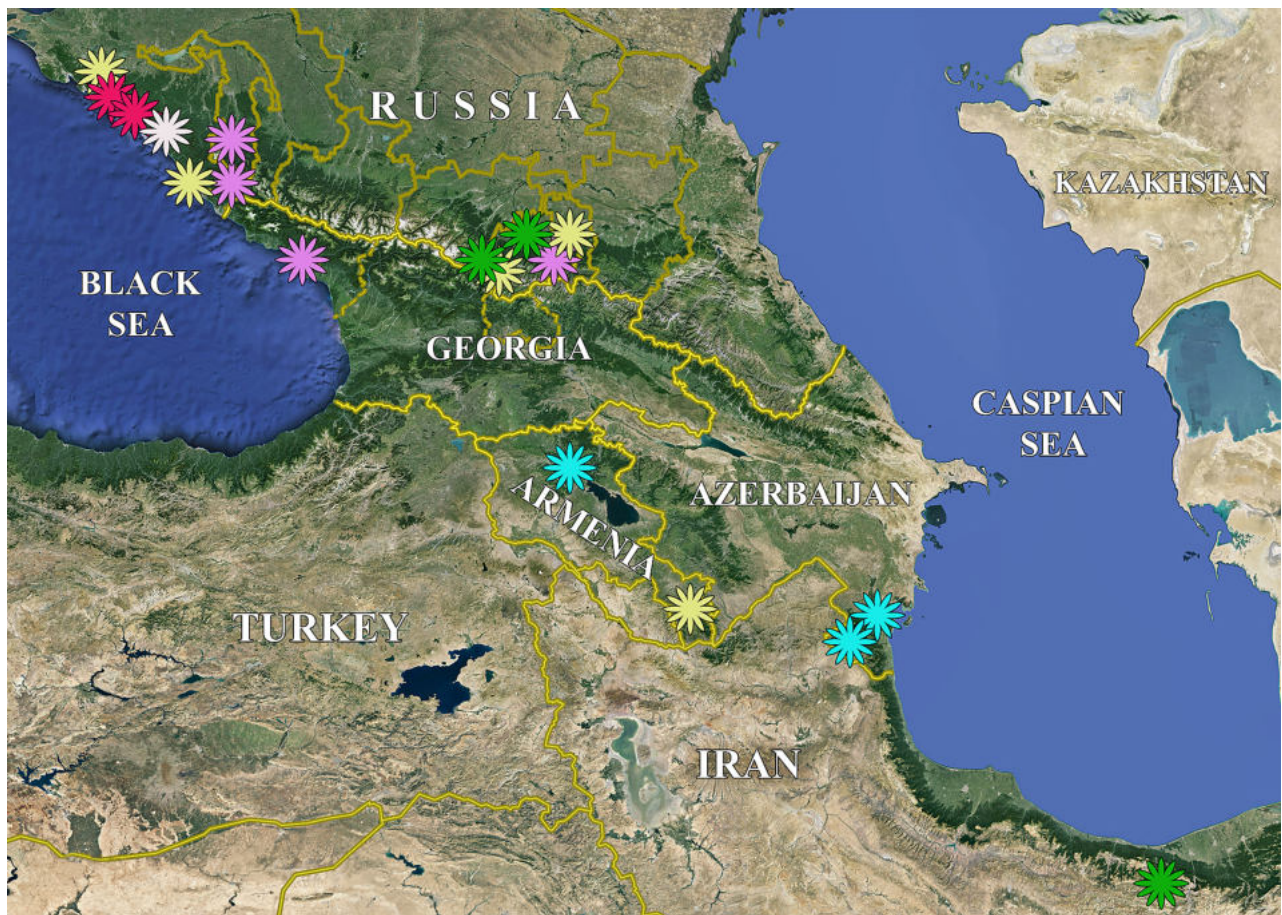 RUSSIA
KAZAKHSTAN
BLACK
SEA
GEORGIA
CASPIAN
SEA
AZERBAIJAN
ARMENIA
TURKEY
IRAN